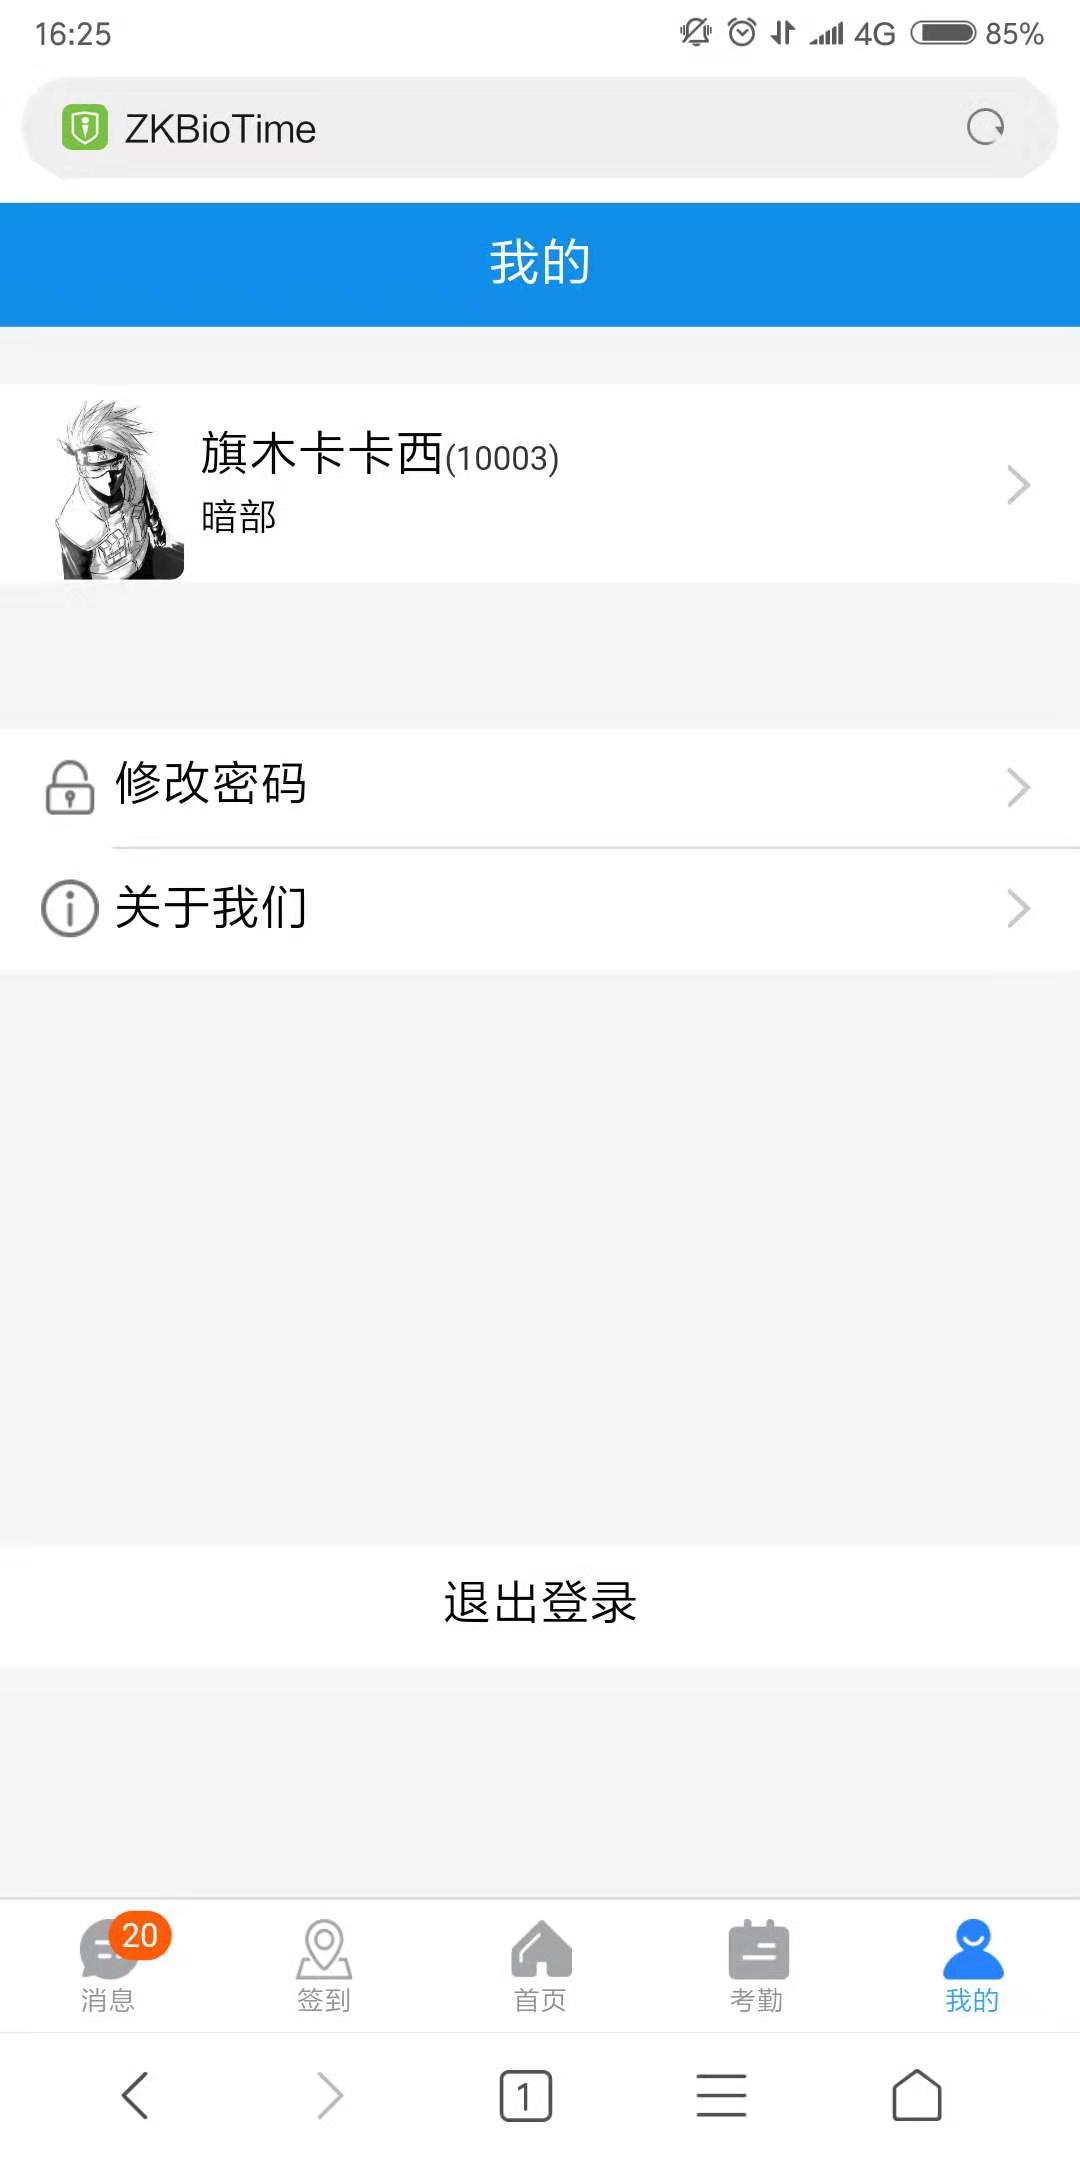 16:25
4G 85%
ZKBioTime
我的
旗木卡卡西(10003)
暗部
修改密码
关于我们
退出登录
20
消息 签到 首页 考勤 我的
1